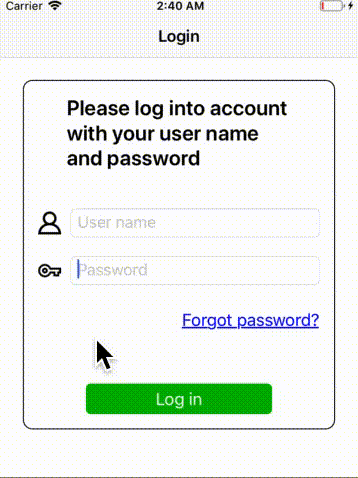 Carrier 2:40 AM
Login
Please log into account
with your user name
and password
User name
Password
Forgot password?
Log in